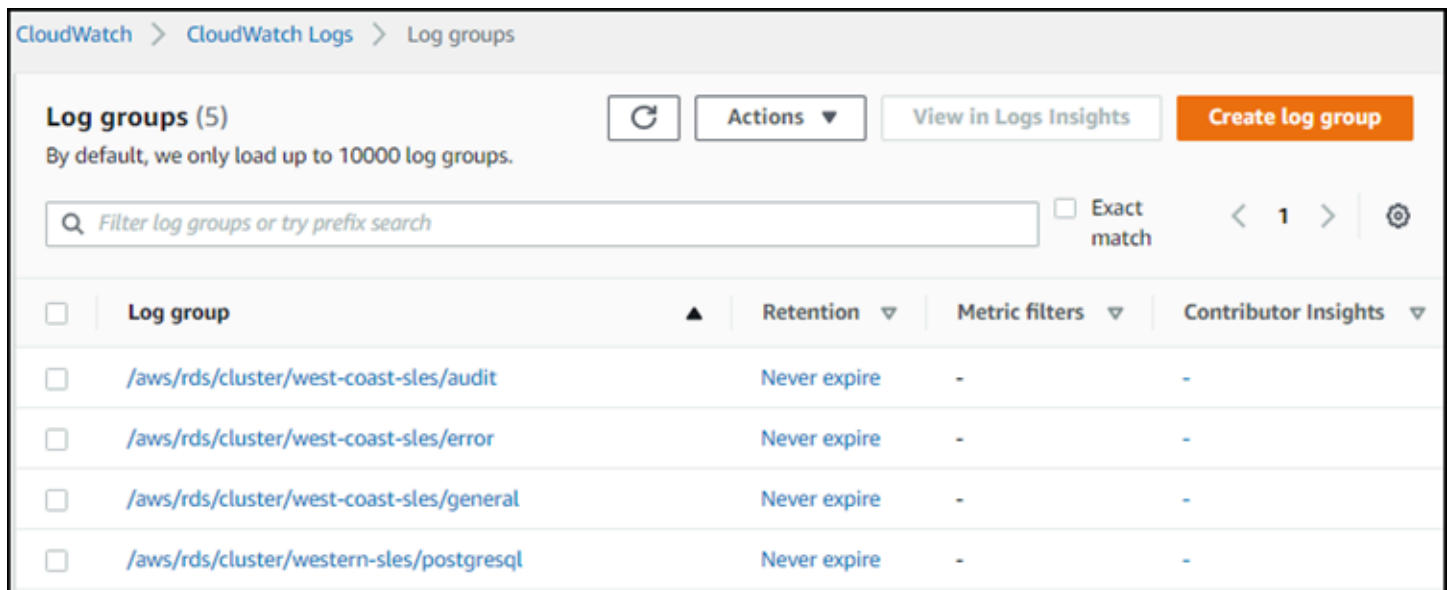 CloudWatch > CloudWatch Logs > Log groups
Log groups (5) Actions ▼ View in Logs Insights Create log group
By default, we only load up to 10000 log groups.
Filter log groups or try prefix search Exact < 1 >
match
Log group ▲ Retention ▽ Metric filters ▽ Contributor Insights ▽
/aws/rds/cluster/west-coast-sles/audit Never expire - -
/aws/rds/cluster/west-coast-sles/error Never expire - -
/aws/rds/cluster/west-coast-sles/general Never expire - -
/aws/rds/cluster/western-sles/postgresql Never expire - -